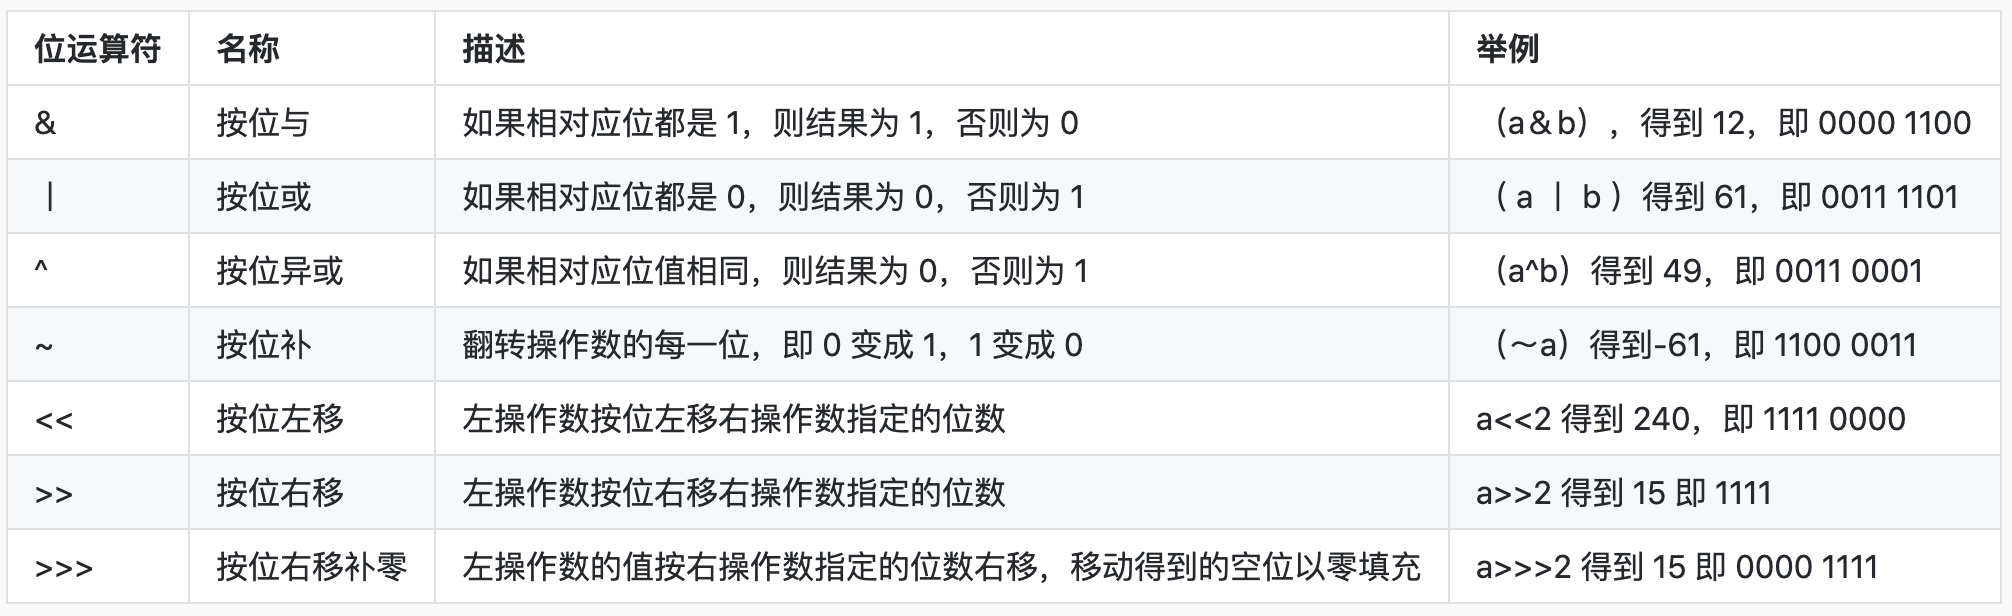 位运算符 名称 描述 举例
& 按位与 如果相对应位都是 1，则结果为 1，否则为 0 （a＆b），得到 12，即 0000 1100
｜ 按位或 如果相对应位都是 0，则结果为 0，否则为 1 （ a ｜ b ）得到 61，即 0011 1101
^ 按位异或 如果相对应位值相同，则结果为 0，否则为 1 （a^b）得到 49，即 0011 0001
~ 按位补 翻转操作数的每一位，即 0 变成 1，1 变成 0 （～a）得到-61，即 1100 0011
<< 按位左移 左操作数按位左移右操作数指定的位数 a<<2 得到 240，即 1111 0000
>> 按位右移 左操作数按位右移右操作数指定的位数 a>>2 得到 15 即 1111
>>> 按位右移补零 左操作数的值按右操作数指定的位数右移，移动得到的空位以零填充 a>>>2 得到 15 即 0000 1111